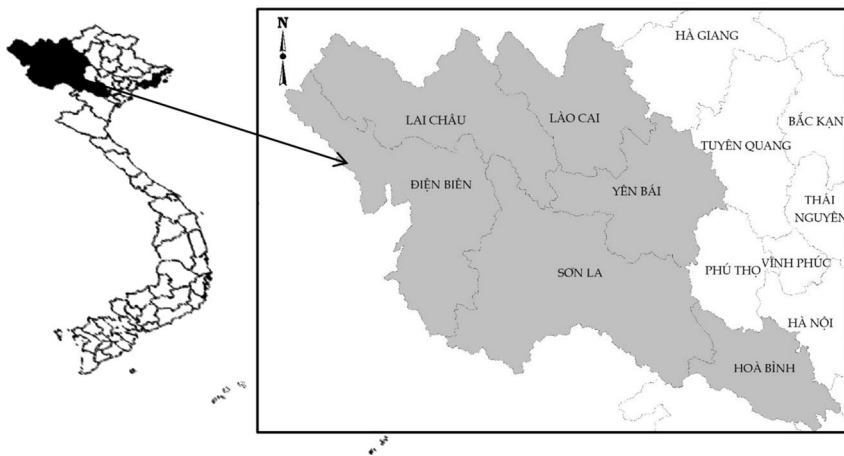 N
HÀ GIANG
LAI CHÂU
LÀO CAI
BẮC KẠN
TUYÊN QUANG
ĐIỆN BIÊN
YÊN BÁI
THÁI
NGUYÊN
SƠN LA
PHÚ THỌ
VĨNH PHÚC
HÀ NỘI
HOÀ BÌNH